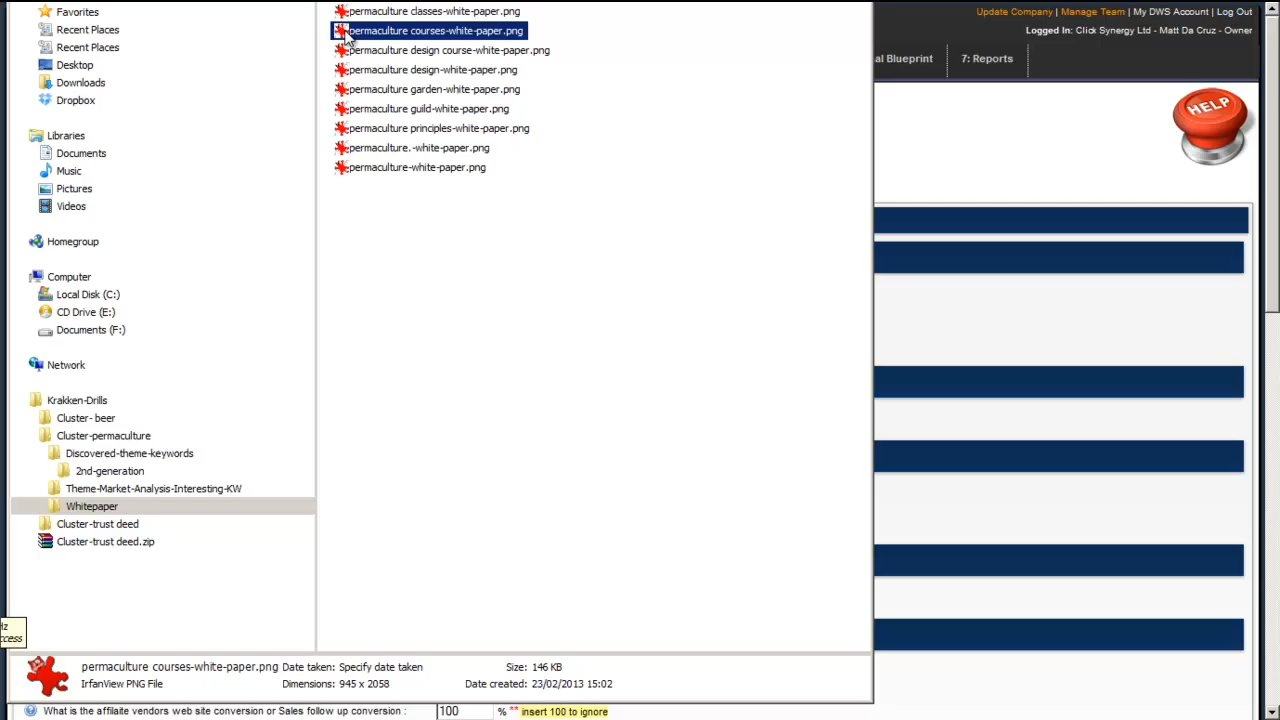 Favorites
Recent Places
Recent Places
Desktop
Downloads
Dropbox
Libraries
Documents
Music
Pictures
Videos
Homegroup
Computer
Local Disk (C:)
CD Drive (E:)
Documents (F:)
Network
Krakken-Drills
Cluster- beer
Cluster-permaculture
Discovered-theme-keywords
2nd-generation
Theme-Market-Analysis-Interesting-KW
Whitepaper
Cluster-trust deed
Cluster-trust deed.zip
permaculture classes-white-paper.png
permaculture courses-white-paper.png
permaculture design course-white-paper.png
permaculture design-white-paper.png
permaculture garden-white-paper.png
permaculture guild-white-paper.png
permaculture principles-white-paper.png
permaculture.-white-paper.png
permaculture-white-paper.png
Update Company | Manage Team | My DWS Account | Log Out
Logged In: Click Synergy Ltd - Matt Da Cruz - Owner
al Blueprint 7: Reports
HELP
Hz
ccess
permaculture courses-white-paper.png Date taken: Specify date taken Size: 146 KB
IrfanView PNG File Dimensions: 945 x 2058 Date created: 23/02/2013 15:02
What is the affilaite vendors web site conversion or Sales follow up conversion : 100 % ** insert 100 to ignore